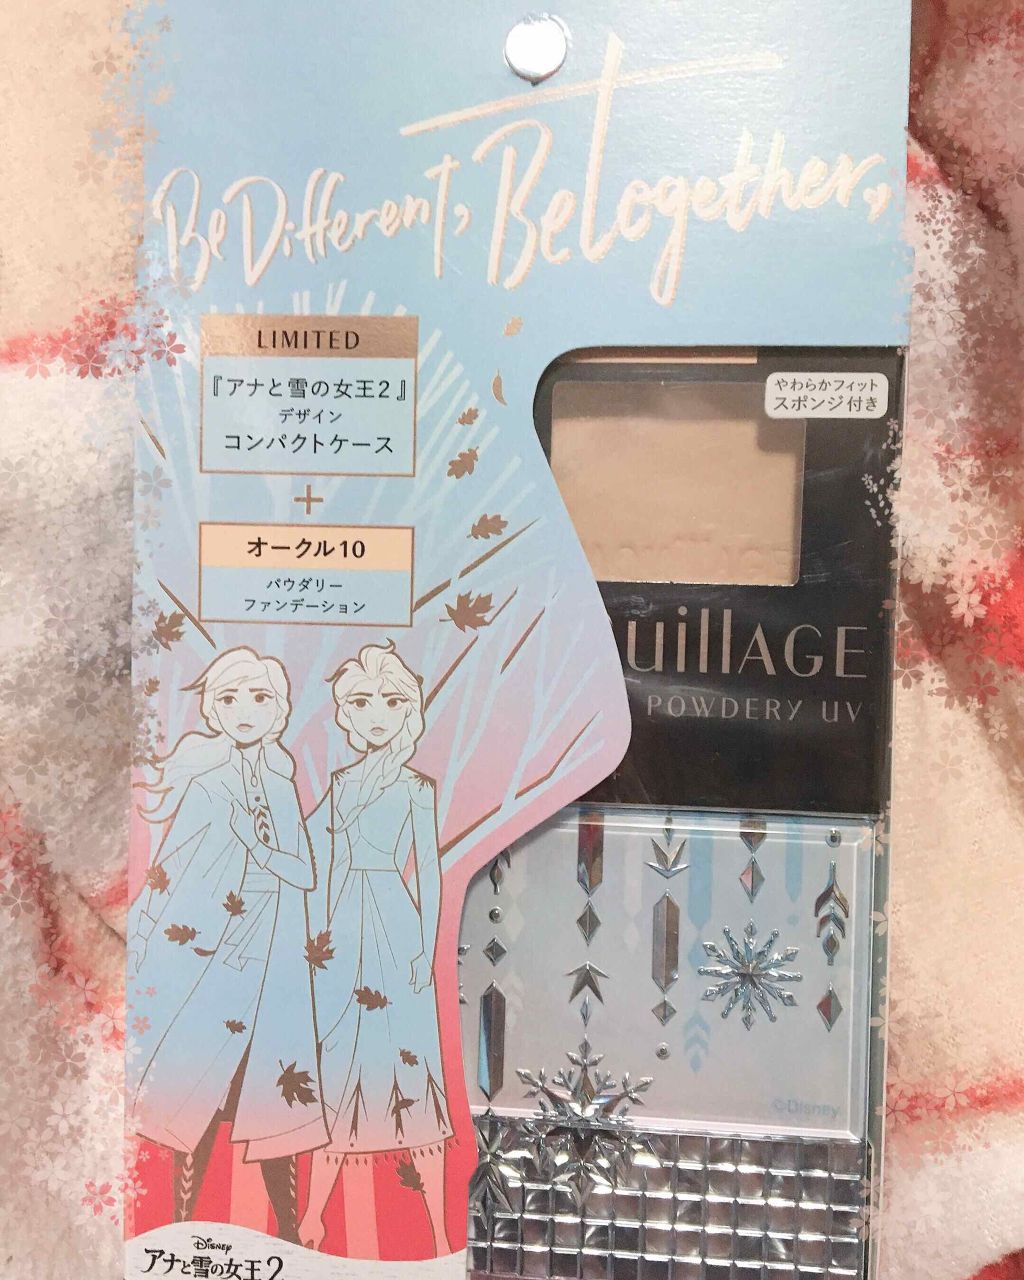 Be Different, Be Together,
LIMITED
『アナと雪の女王2』
デザイン
コンパクトケース
+
オークル10
パウダリー
ファンデーション
やわらかフィット
スポンジ付き
uillAGE
POWDERY UV
©Disney
Disney
アナと雪の女王2